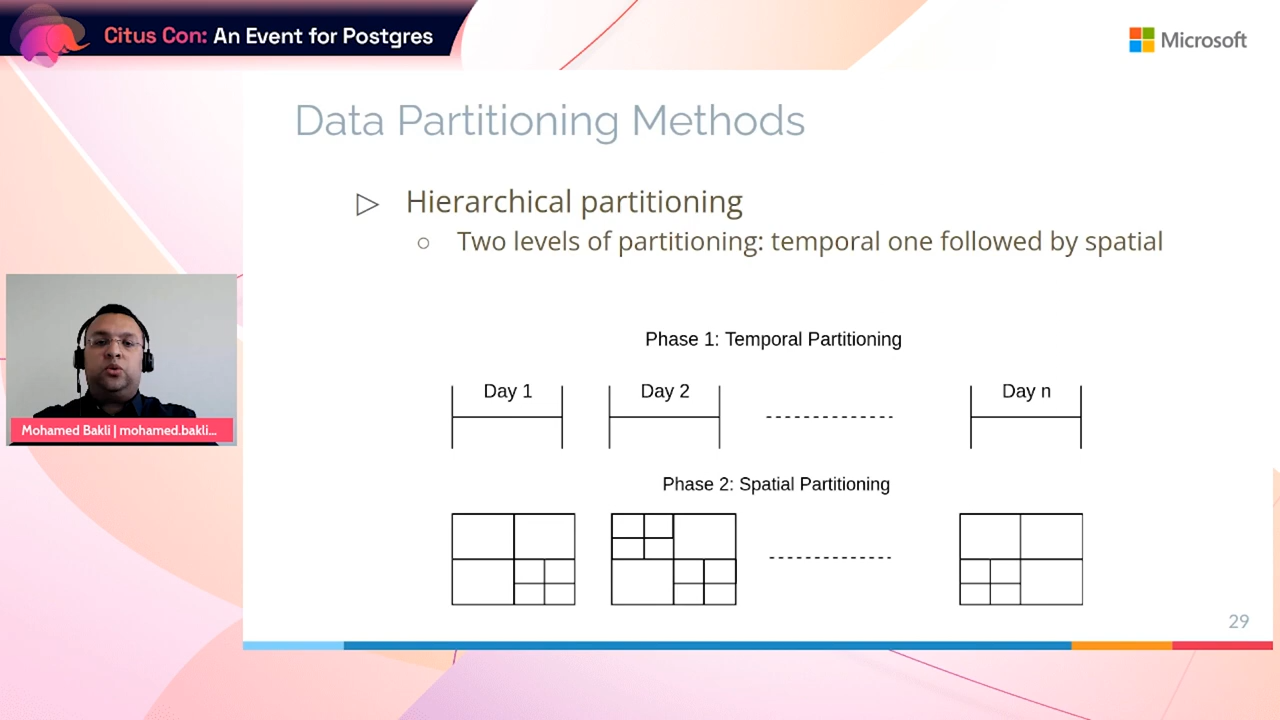 Citus Con: An Event for Postgres
Microsoft
Data Partitioning Methods
Hierarchical partitioning
Two levels of partitioning: temporal one followed by spatial
Phase 1: Temporal Partitioning
Day 1
Day 2
Day n
Phase 2: Spatial Partitioning
Mohamed Bakli | mohamed.bakli...
29